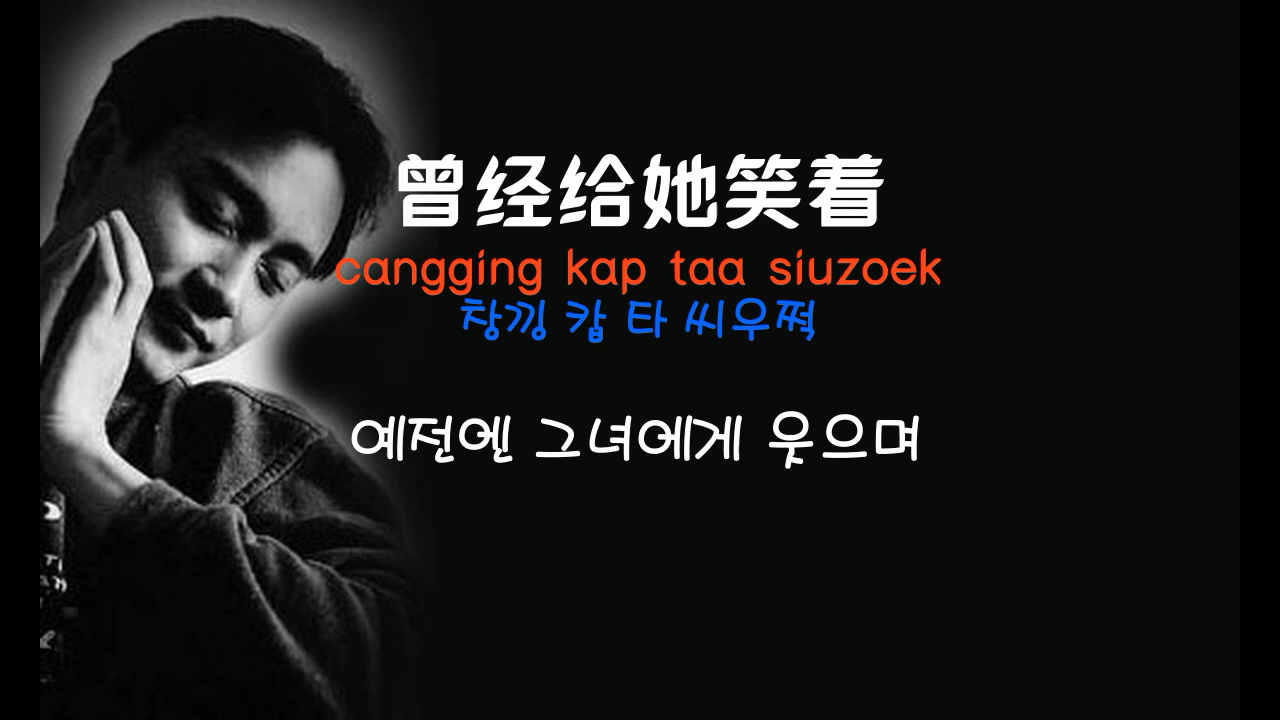 曾经给她笑着
cangging kap taa siuzoek
창낑 캅 타 씨우쩍
예전엔 그녀에게 웃으며